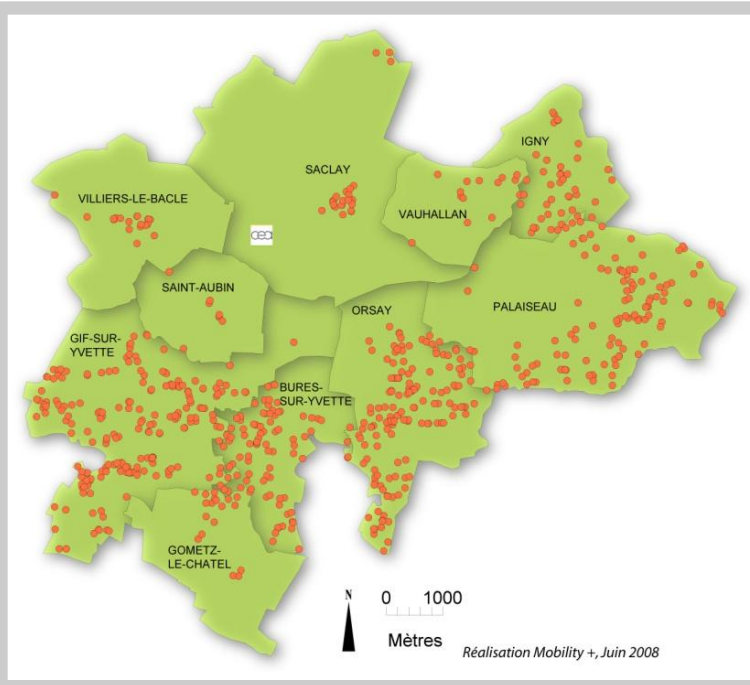 IGNY
SACLAY
VILLIERS-LE-BACLE
VAUHALLAN
cea
SAINT-AUBIN
ORSAY
PALAISEAU
GIF-SUR-
YVETTE
BURES-
SUR-YVETTE
GOMETZ-
LE-CHATEL
N
0 1000
Mètres
Réalisation Mobility +, Juin 2008